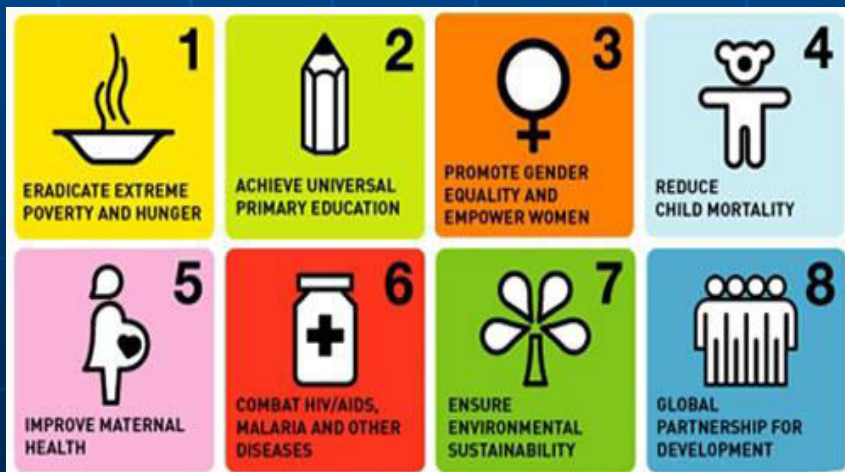 1
ERADICATE EXTREME
POVERTY AND HUNGER
2
ACHIEVE UNIVERSAL
PRIMARY EDUCATION
3
PROMOTE GENDER
EQUALITY AND
EMPOWER WOMEN
4
REDUCE
CHILD MORTALITY
5
IMPROVE MATERNAL
HEALTH
6
COMBAT HIV/AIDS,
MALARIA AND OTHER
DISEASES
7
ENSURE
ENVIRONMENTAL
SUSTAINABILITY
8
GLOBAL
PARTNERSHIP FOR
DEVELOPMENT